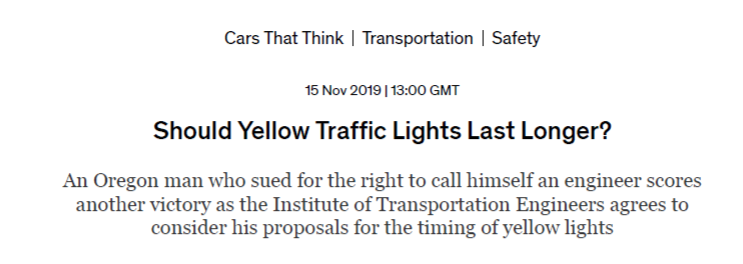 Cars That Think | Transportation | Safety
15 Nov 2019 | 13:00 GMT
Should Yellow Traffic Lights Last Longer?
An Oregon man who sued for the right to call himself an engineer scores
another victory as the Institute of Transportation Engineers agrees to
consider his proposals for the timing of yellow lights